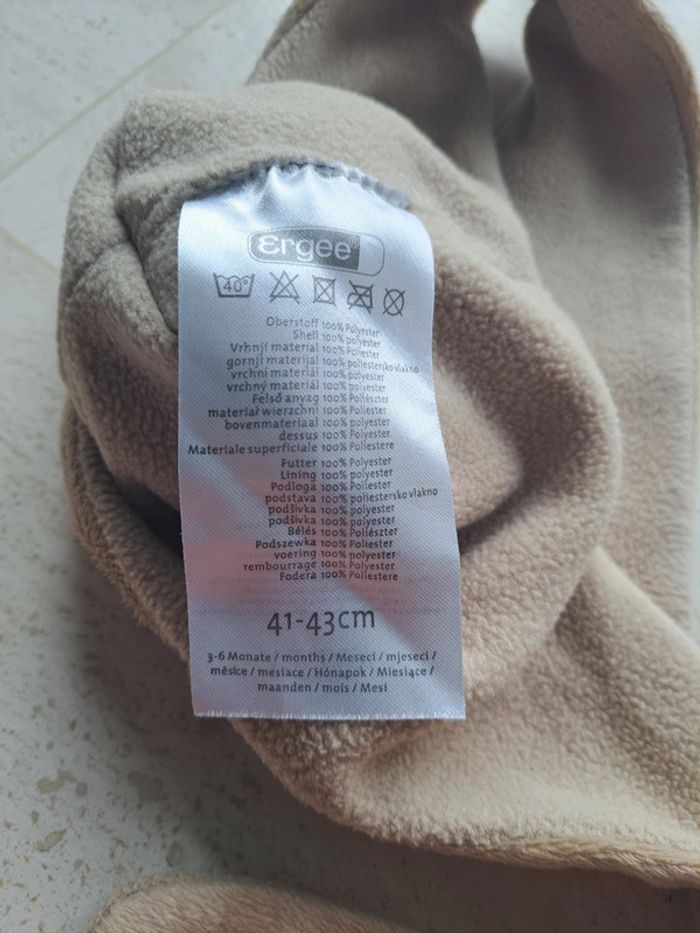 ergee
40°
Oberstoff 100% Polyester
Shell 100% polyester
Vrhnji material 100% Polyester
gornji materijal 100% poliestersko vlakno
vrchní materiál 100% polyester
vrchný materiál 100% polyester
Felső anyag 100% Poliészter
materiał wierzchni 100% Poliester
bovenmateriaal 100% polyester
dessus 100% Polyester
Materiale superficiale 100% Poliestere
Futter 100% Polyester
Lining 100% polyester
Podloga 100% Poliester
podstava 100% poliestersko vlakno
podšívka 100% polyester
podšívka 100% polyester
Bélés 100% Poliészter
Podszewka 100% Poliester
voering 100% polyester
rembourrage 100% Polyester
Fodera 100% Poliestere
41-43cm
3-6 Monate / months / Meseci / mjeseci /
měsíce / mesiace / Hónapok / Miesiące /
maanden / mois / Mesi